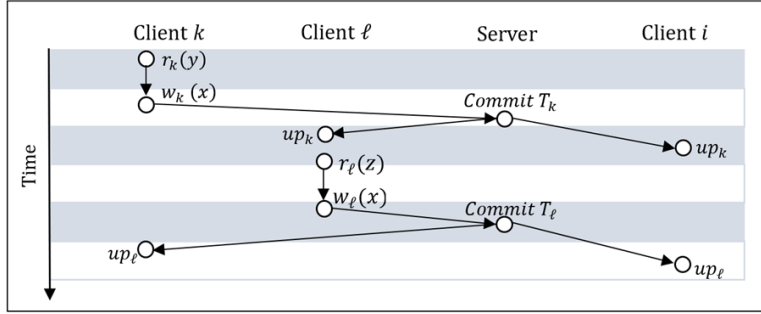 Client k Client ℓ Server Client i
r_k(y)
w_k (x)
Commit T_k
up_k up_k
r_ℓ(z)
w_ℓ(x)
Commit T_ℓ
up_ℓ up_ℓ
Time